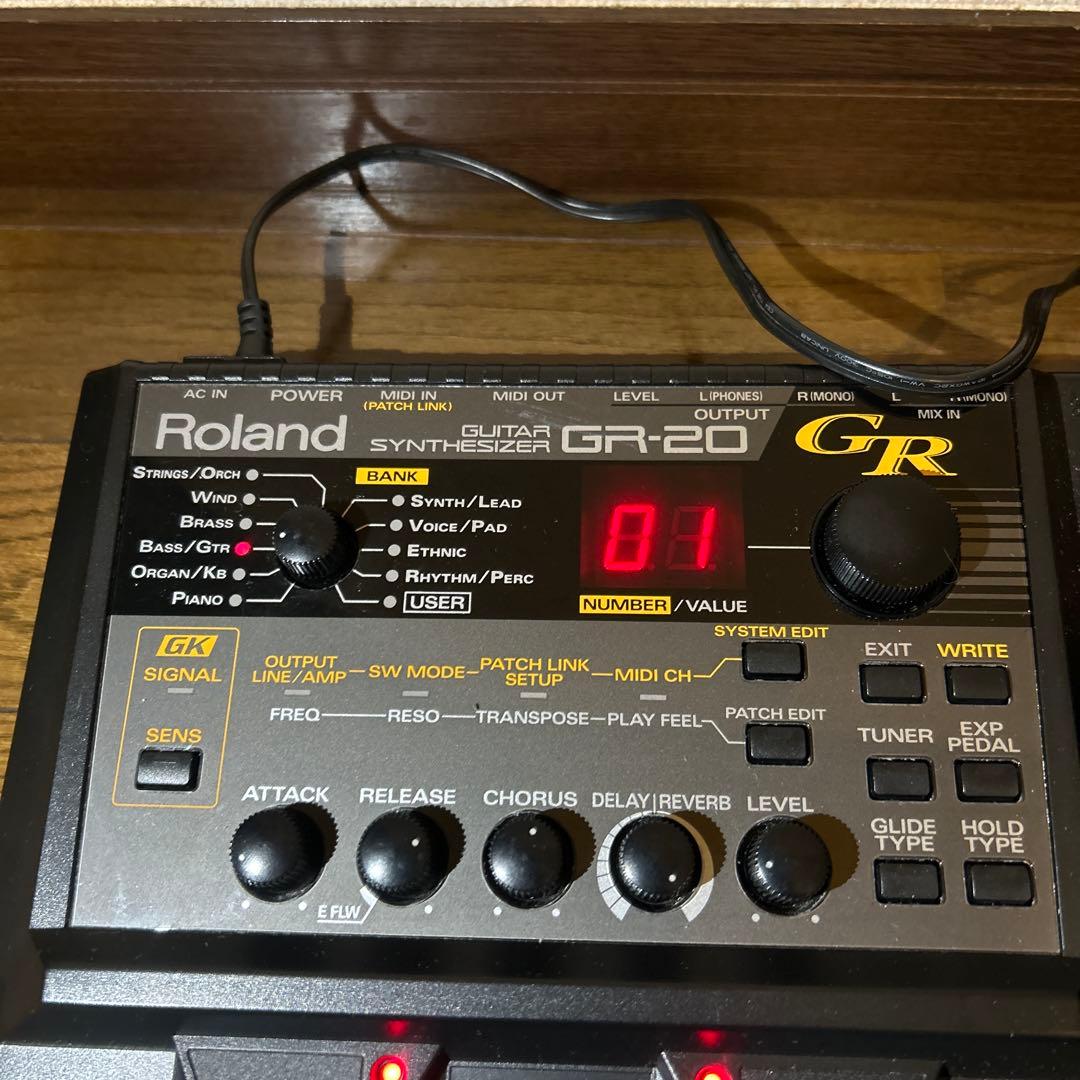 AC IN POWER MIDI IN MIDI OUT LEVEL L(PHONES) R(MONO) L R(MONO)
(PATCH LINK) OUTPUT MIX IN
Roland GUITAR SYNTHESIZER GR-20 GR
BANK
STRINGS/ORCH
WIND
BRASS
BASS/GTR
ORGAN/KB
PIANO
SYNTH/LEAD
VOICE/PAD
ETHNIC
RHYTHM/PERC
USER
01
NUMBER/VALUE
GK
SIGNAL
SENS
OUTPUT
LINE/AMP SW MODE PATCH LINK
SETUP MIDI CH SYSTEM EDIT
FREQ RESO TRANSPOSE PLAY FEEL PATCH EDIT
EXIT WRITE
TUNER EXP
PEDAL
GLIDE
TYPE
HOLD
TYPE
ATTACK RELEASE CHORUS DELAY|REVERB LEVEL
E FLW